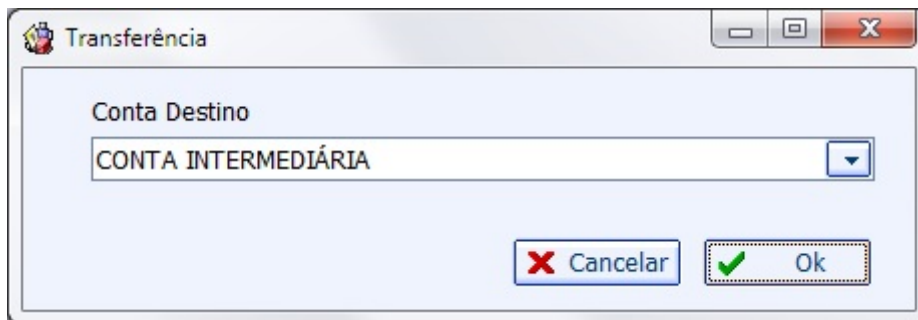 Transferência
Conta Destino
CONTA INTERMEDIÁRIA
Cancelar
Ok